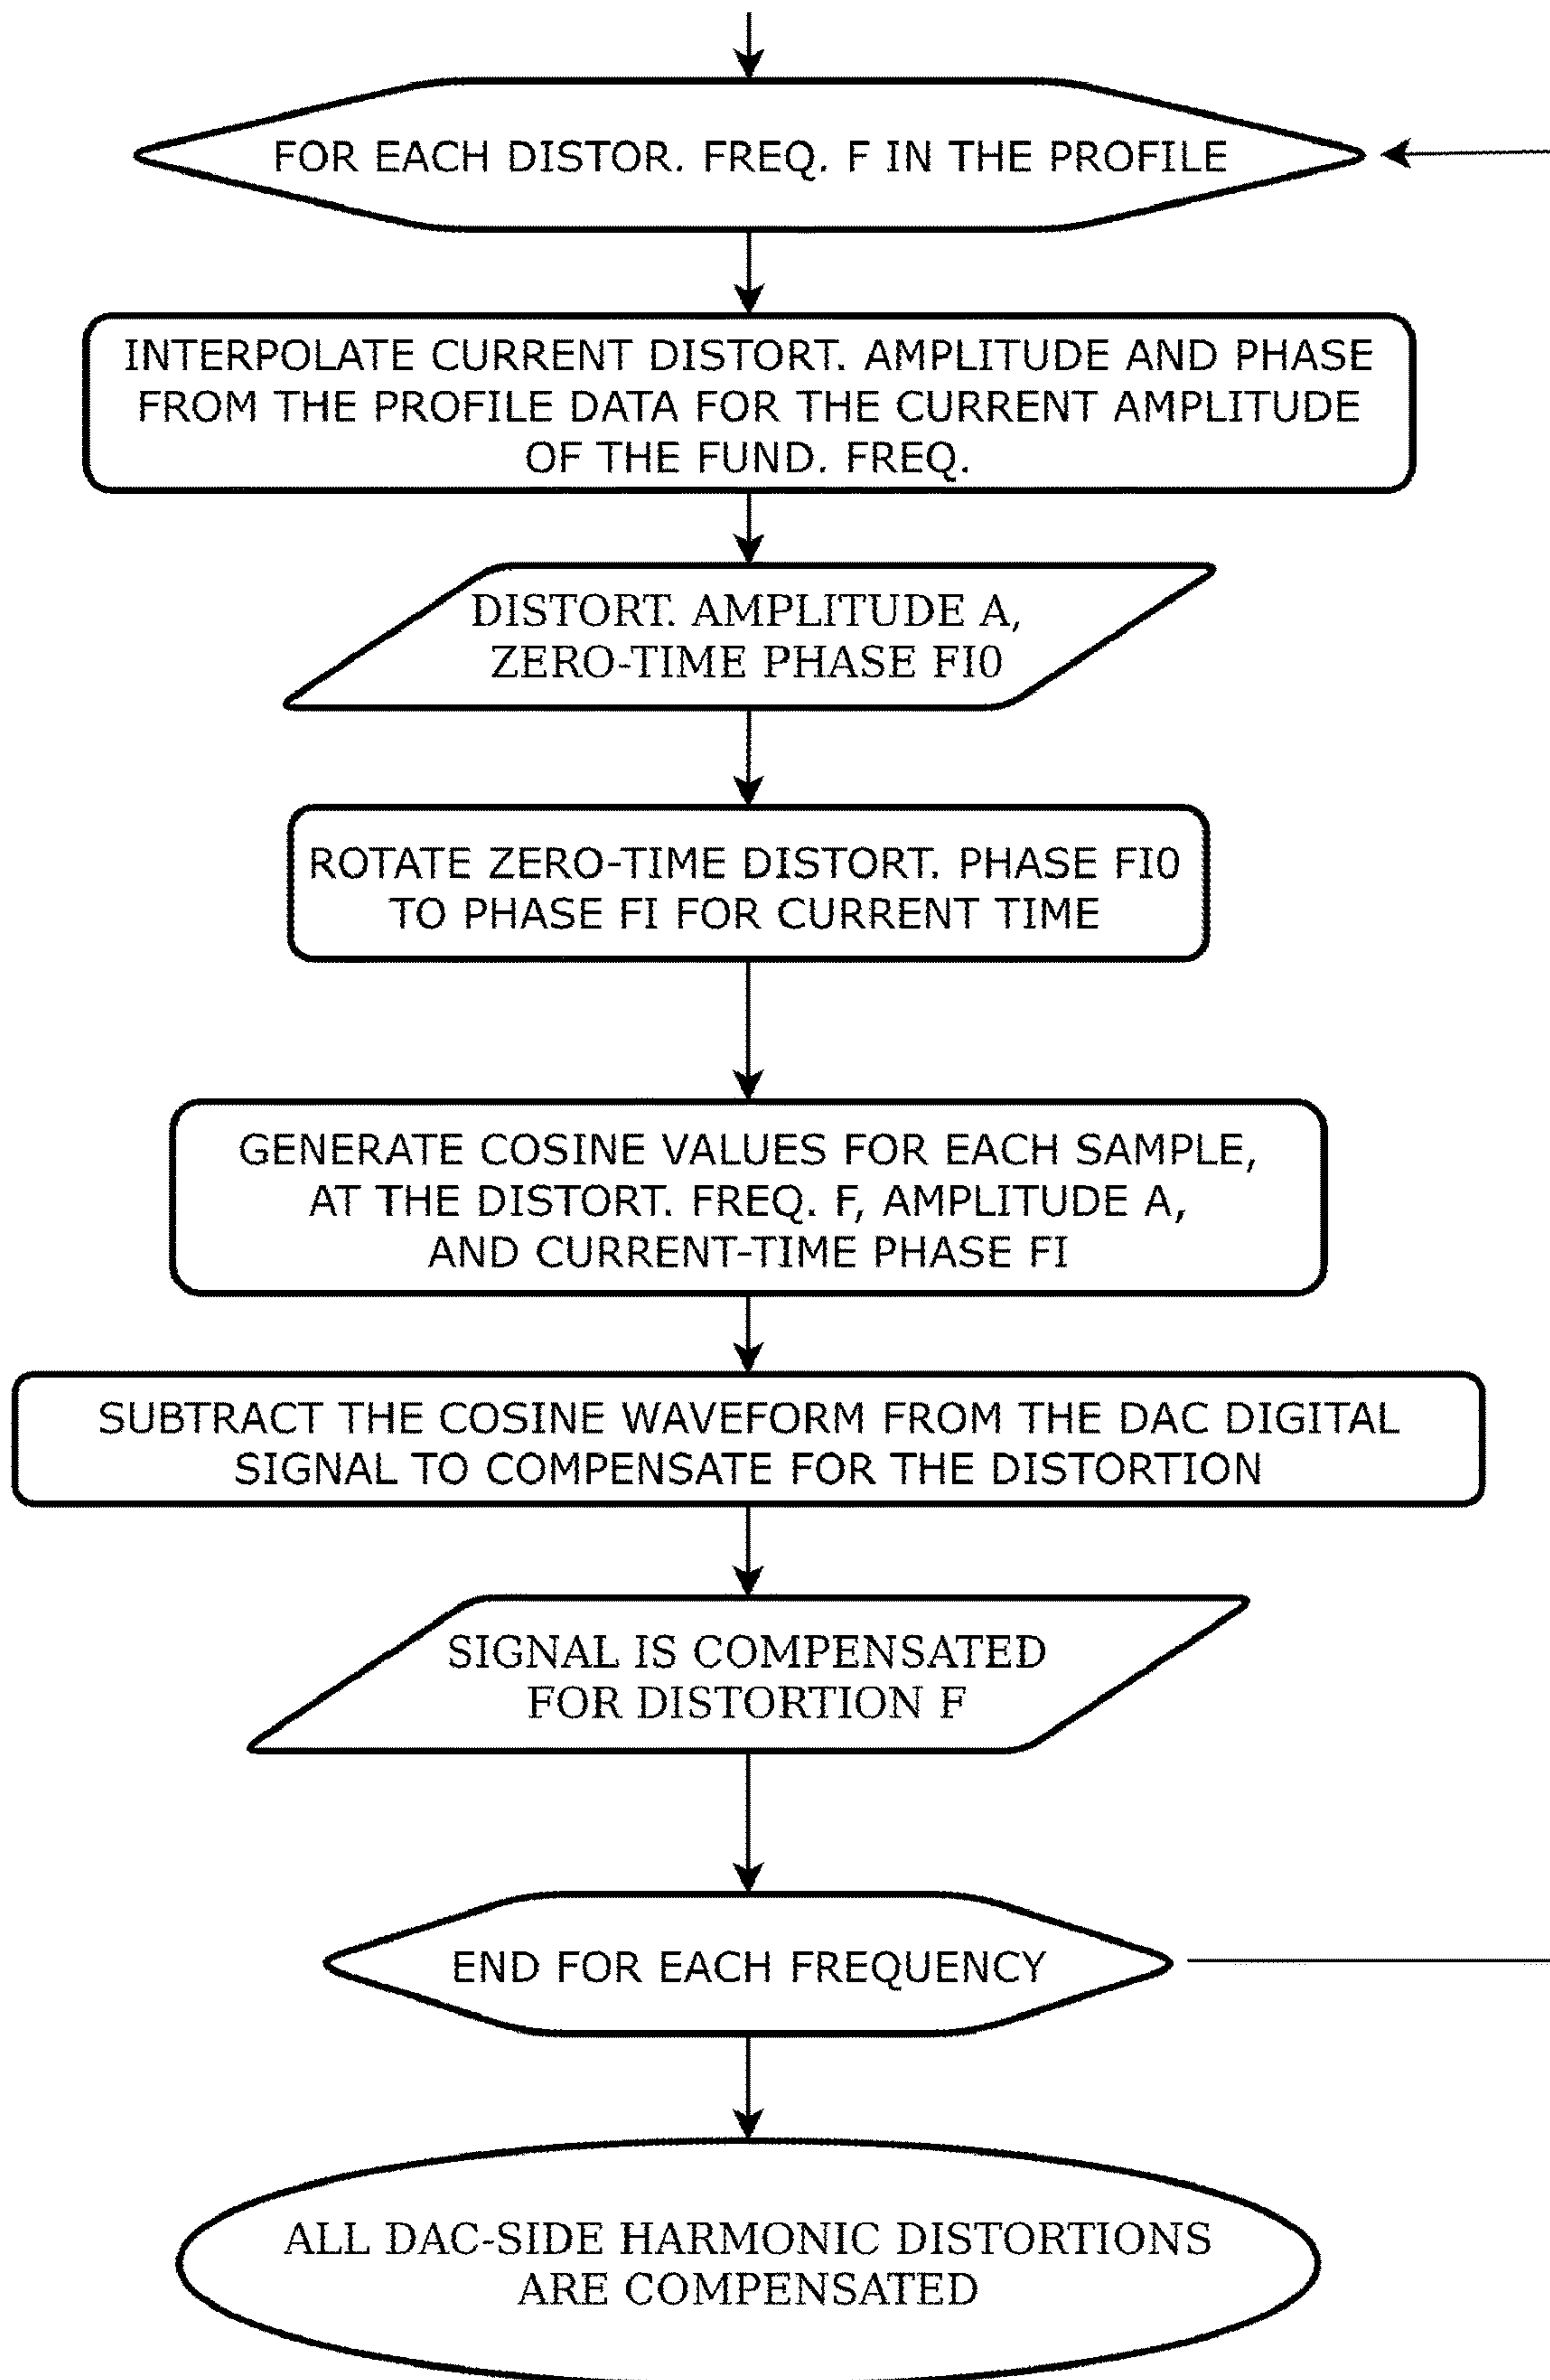 FOR EACH DISTOR. FREQ. F IN THE PROFILE
INTERPOLATE CURRENT DISTORT. AMPLITUDE AND PHASE
FROM THE PROFILE DATA FOR THE CURRENT AMPLITUDE
OF THE FUND. FREQ.
DISTORT. AMPLITUDE A,
ZERO-TIME PHASE FI0
ROTATE ZERO-TIME DISTORT. PHASE FI0
TO PHASE FI FOR CURRENT TIME
GENERATE COSINE VALUES FOR EACH SAMPLE,
AT THE DISTORT. FREQ. F, AMPLITUDE A,
AND CURRENT-TIME PHASE FI
SUBTRACT THE COSINE WAVEFORM FROM THE DAC DIGITAL
SIGNAL TO COMPENSATE FOR THE DISTORTION
SIGNAL IS COMPENSATED
FOR DISTORTION F
END FOR EACH FREQUENCY
ALL DAC-SIDE HARMONIC DISTORTIONS
ARE COMPENSATED